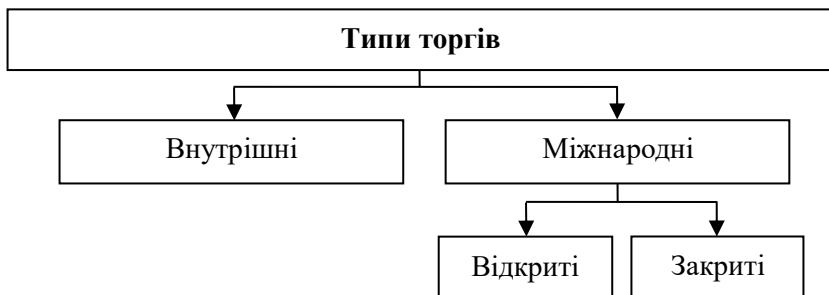 Типи торгів
Внутрішні
Міжнародні
Відкриті
Закриті